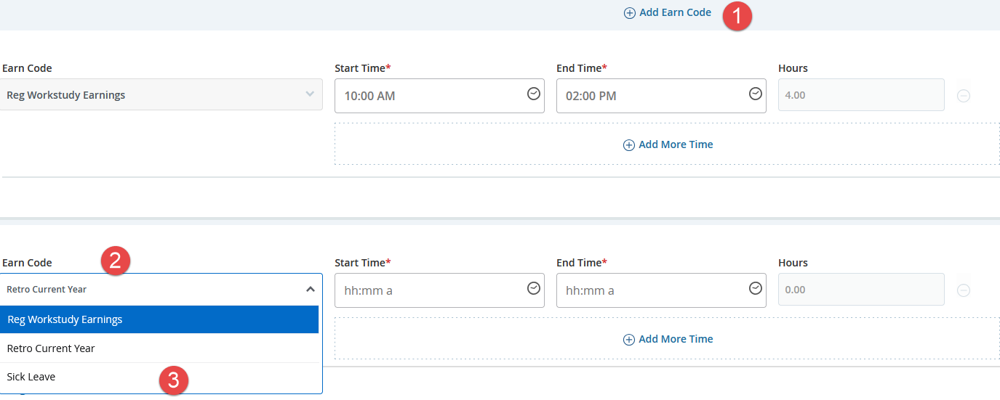 Add Earn Code 1
Earn Code Start Time* End Time* Hours
Reg Workstudy Earnings 10:00 AM 02:00 PM 4.00
Add More Time
Earn Code 2 Start Time* End Time* Hours
Retro Current Year hh:mm a hh:mm a 0.00
Reg Workstudy Earnings
Add More Time
Retro Current Year
Sick Leave 3